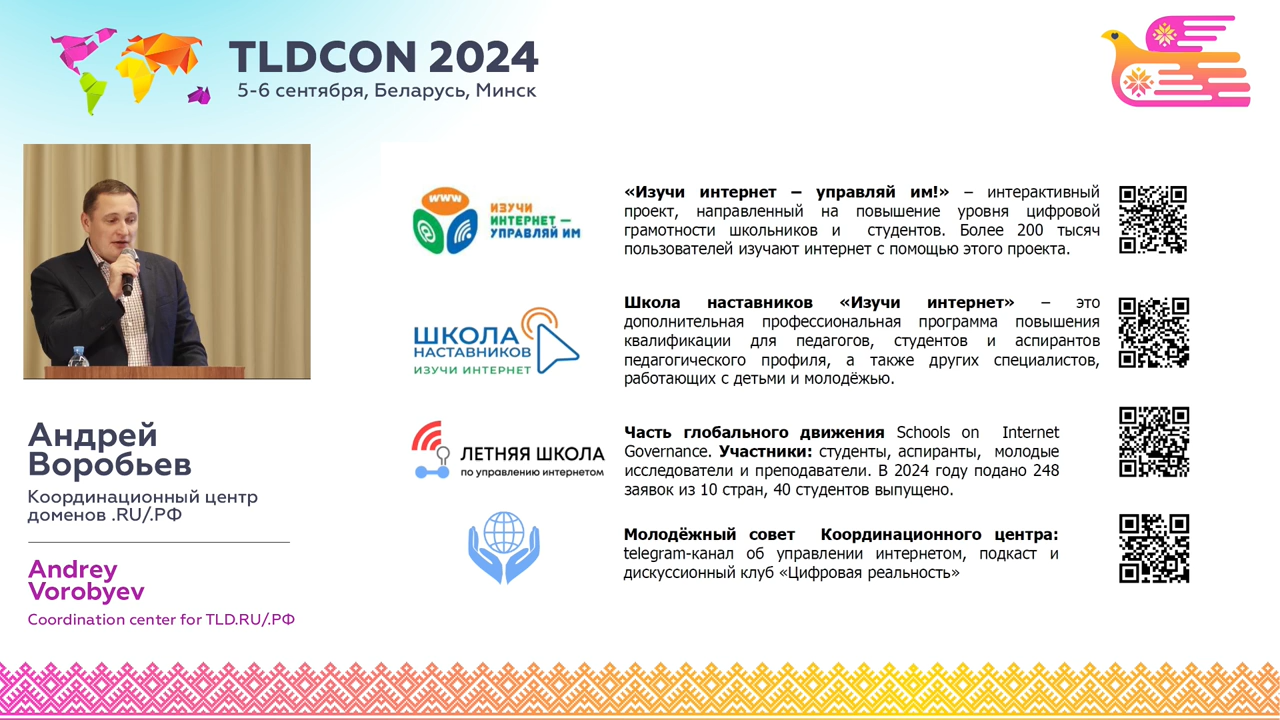 TLDCON 2024
5-6 сентября, Беларусь, Минск
WWW
ИЗУЧИ
ИНТЕРНЕТ —
УПРАВЛЯЙ ИМ
«Изучи интернет – управляй им!» – интерактивный
проект, направленный на повышение уровня цифровой
грамотности школьников и студентов. Более 200 тысяч
пользователей изучают интернет с помощью этого проекта.
ШКОЛА
НАСТАВНИКОВ
ИЗУЧИ ИНТЕРНЕТ
Школа наставников «Изучи интернет» – это
дополнительная профессиональная программа повышения
квалификации для педагогов, студентов и аспирантов
педагогического профиля, а также других специалистов,
работающих с детьми и молодёжью.
ЛЕТНЯЯ ШКОЛА
по управлению интернетом
Часть глобального движения Schools on Internet
Governance. Участники: студенты, аспиранты, молодые
исследователи и преподаватели. В 2024 году подано 248
заявок из 10 стран, 40 студентов выпущено.
Молодёжный совет Координационного центра:
telegram-канал об управлении интернетом, подкаст и
дискуссионный клуб «Цифровая реальность»
Андрей
Воробьев
Координационный центр
доменов .RU/.РФ
Andrey
Vorobyev
Coordination center for TLD.RU/.РФ